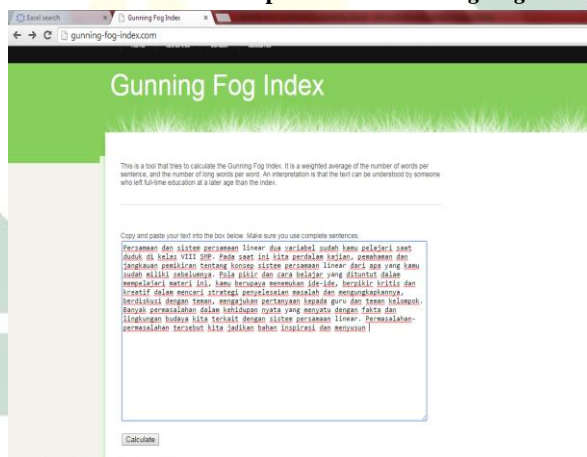 Excel search
Gunning Fog Index
gunning-fog-index.com
Gunning Fog Index
This is a tool that tries to calculate the Gunning Fog Index. It is a weighted average of the number of words per
sentence, and the number of long words per word. An interpretation is that the text can be understood by someone
who left full-time education at a later age than the index.
Copy and paste your text into the box below. Make sure you use complete sentences.
Persamaan dan sistem persamaan linear dua variabel sudah kamu pelajari saat
duduk di kelas VIII SMP. Pada saat ini kita perdalam kajian, pemahaman dan
jangkauan pemikiran tentang konsep sistem persamaan linear dari apa yang kamu
sudah miliki sebelumnya. Pola pikir dan cara belajar yang dituntut dalam
mempelajari materi ini, kamu berupaya menemukan ide-ide, berpikir kritis dan
kreatif dalam mencari strategi penyelesaian masalah dan mengungkapkannya,
berdiskusi dengan teman, mengajukan pertanyaan kepada guru dan teman kelompok.
Banyak permasalahan dalam kehidupan nyata yang menyatu dengan fakta dan
lingkungan budaya kita terkait dengan sistem persamaan linear. Permasalahan-
permasalahan tersebut kita jadikan bahan inspirasi dan menyusun
Calculate